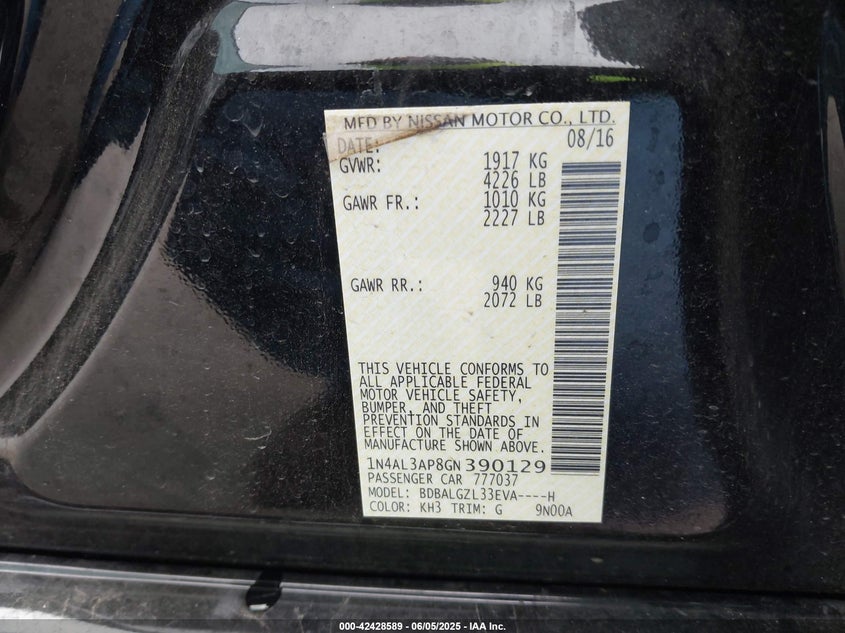 MFD BY NISSAN MOTOR CO., LTD.
DATE: 08/16
GVWR: 1917 KG
4226 LB
GAWR FR.: 1010 KG
2227 LB
GAWR RR.: 940 KG
2072 LB
THIS VEHICLE CONFORMS TO
ALL APPLICABLE FEDERAL
MOTOR VEHICLE SAFETY,
BUMPER, AND THEFT
PREVENTION STANDARDS IN
EFFECT ON THE DATE OF
MANUFACTURE SHOWN ABOVE.
1N4AL3AP8GN390129
PASSENGER CAR 777037
MODEL: BDBALGZL33EVA----H
COLOR: KH3 TRIM: G 9N00A
000-42428589 - 06/05/2025 - IAA Inc.